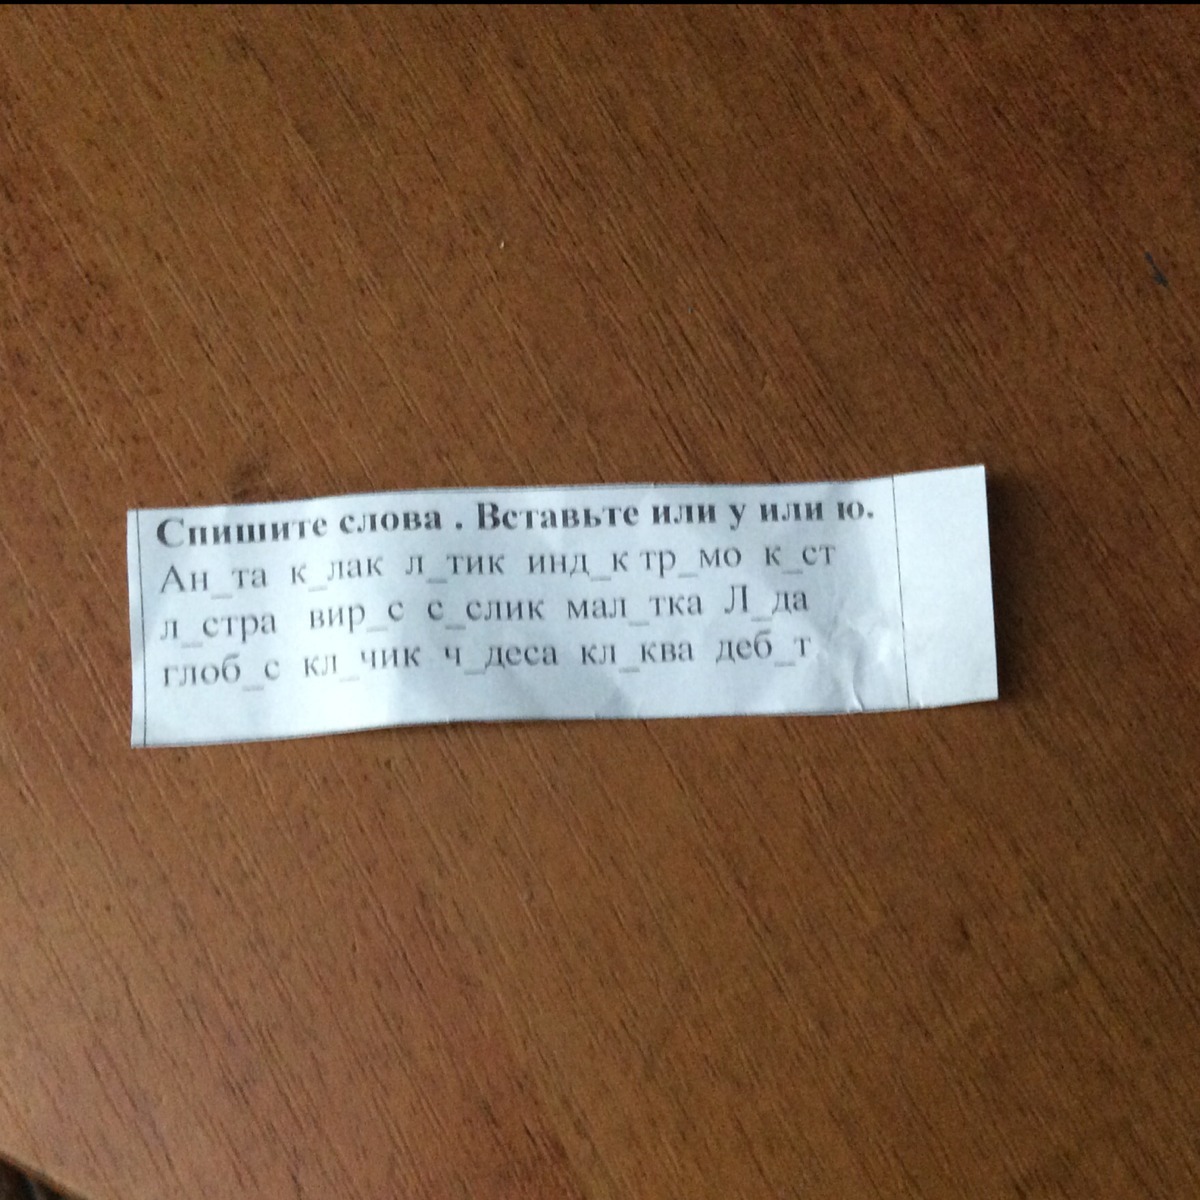 Спишите слова . Вставьте или у или ю.
Ан_та к_лак л_тик инд_к тр_мо к_ст
л_стра вир_с с_слик мал_тка Л_да
глоб_с кл_чик ч_деса кл_ква деб_т